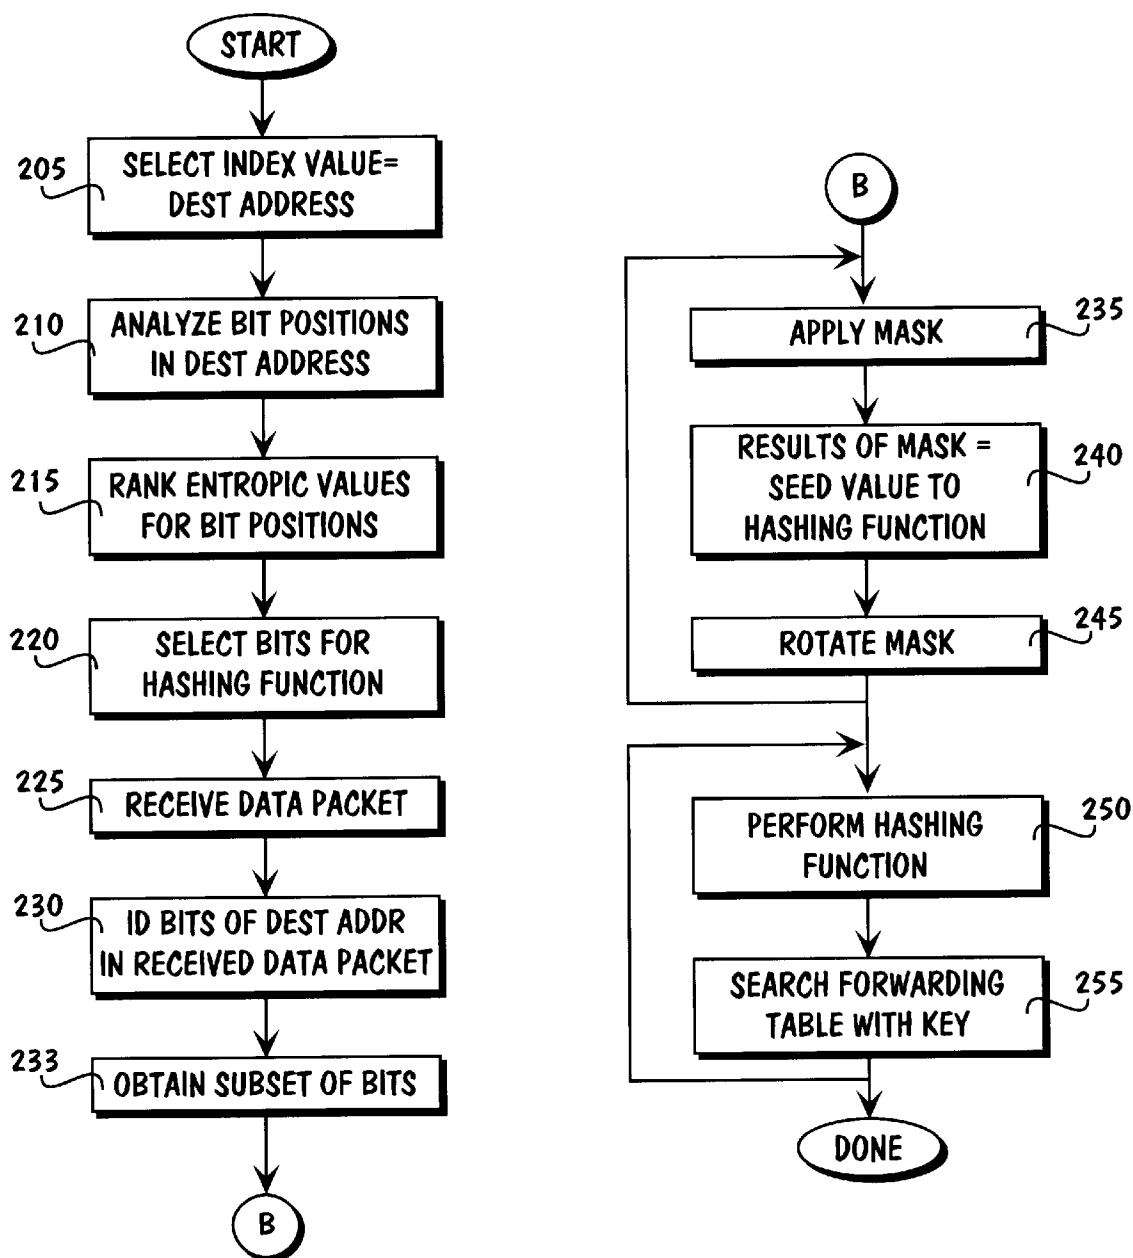 START
205
SELECT INDEX VALUE=
DEST ADDRESS
210
ANALYZE BIT POSITIONS
IN DEST ADDRESS
215
RANK ENTROPIC VALUES
FOR BIT POSITIONS
220
SELECT BITS FOR
HASHING FUNCTION
225
RECEIVE DATA PACKET
230
ID BITS OF DEST ADDR
IN RECEIVED DATA PACKET
233
OBTAIN SUBSET OF BITS
B
B
235
APPLY MASK
240
RESULTS OF MASK =
SEED VALUE TO
HASHING FUNCTION
245
ROTATE MASK
250
PERFORM HASHING
FUNCTION
255
SEARCH FORWARDING
TABLE WITH KEY
DONE